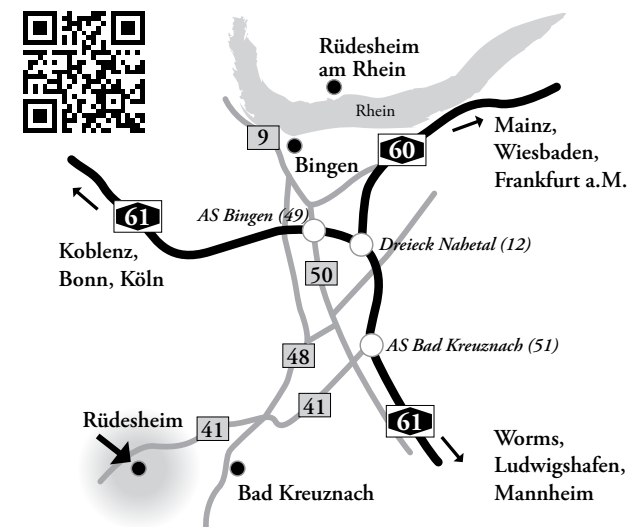 Rüdesheim
am Rhein
Rhein
9
60
Bingen
Mainz,
Wiesbaden,
Frankfurt a.M.
61
AS Bingen (49)
Dreieck Nahetal (12)
Koblenz,
Bonn, Köln
50
48
AS Bad Kreuznach (51)
41
Rüdesheim
41
61
Worms,
Ludwigshafen,
Mannheim
Bad Kreuznach